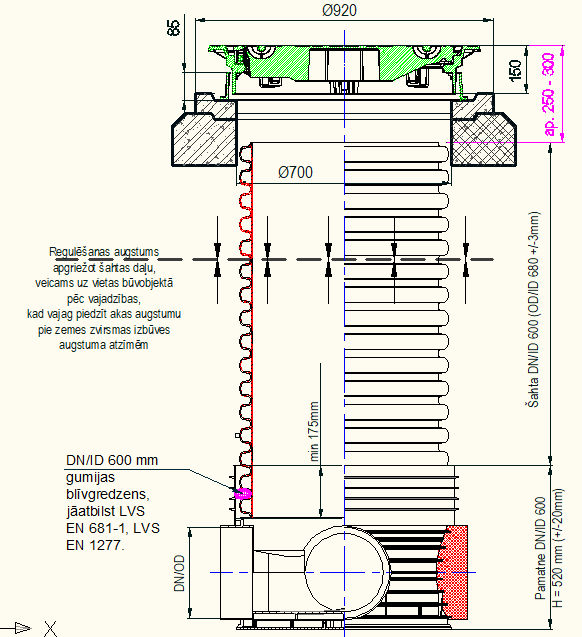 Ø920
85
150
ap. 250 - 300
Ø700
Regulēšanas augstums
apgriežot šahtas daļu,
veicams uz vietas būvobjektā
pēc vajadzības,
kad vajag piedzīt akas augstumu
pie zemes zvirsmas izbūves
augstuma atzīmēm
Šahta DN/ID 600 (OD/ID 680 +/-3mm)
min 175mm
DN/ID 600 mm
gumijas
blīvgredzens,
jāatbilst LVS
EN 681-1, LVS
EN 1277.
DN/OD
Pamatne DN/ID 600
H = 520 mm (+/-20mm)
X